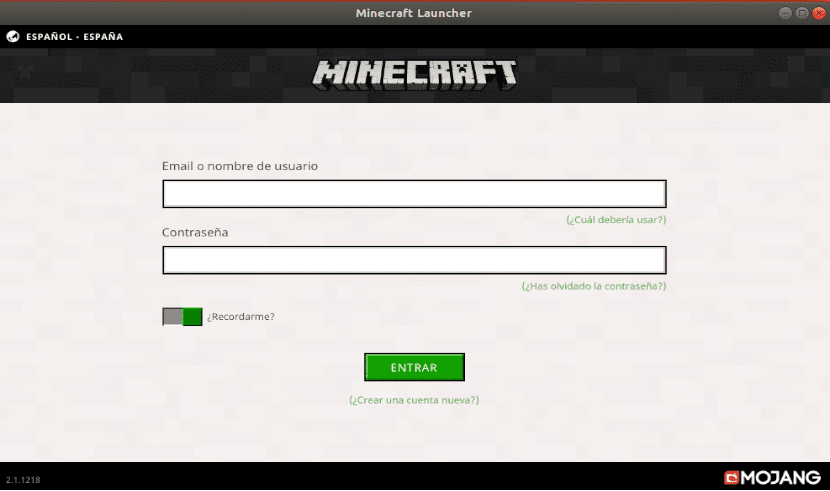 Minecraft Launcher
ESPAÑOL - ESPAÑA
MINECRAFT
Email o nombre de usuario
(¿Cuál debería usar?)
Contraseña
(¿Has olvidado la contraseña?)
¿Recordarme?
ENTRAR
(¿Crear una cuenta nueva?)
2.1.1218
MOJANG